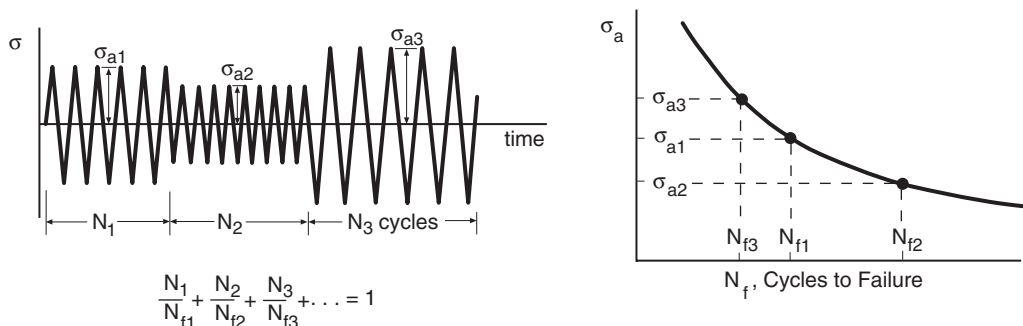 σ
σa1
σa2
σa3
time
N1
N2
N3 cycles
N1/Nf1 + N2/Nf2 + N3/Nf3 + . . . = 1
σa
σa3
σa1
σa2
Nf3
Nf1
Nf2
Nf, Cycles to Failure